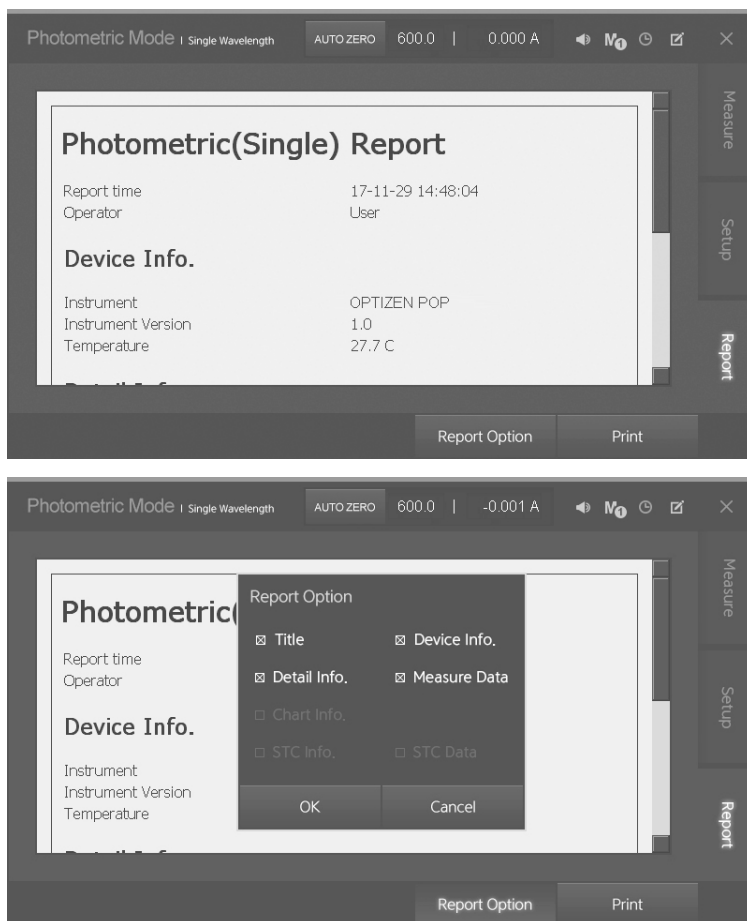 Photometric Mode | Single Wavelength AUTO ZERO 600.0 | 0.000 A M1
Measure
Setup
Report
Photometric(Single) Report
Report time 17-11-29 14:48:04
Operator User
Device Info.
Instrument OPTIZEN POP
Instrument Version 1.0
Temperature 27.7 C
Report Option Print
Photometric Mode | Single Wavelength AUTO ZERO 600.0 | -0.001 A M1
Measure
Setup
Report
Photometric(
Report time
Operator
Device Info.
Instrument
Instrument Version
Temperature
Report Option
Title Device Info.
Detail Info. Measure Data
Chart Info.
STC Info. STC Data
OK Cancel
Report Option Print